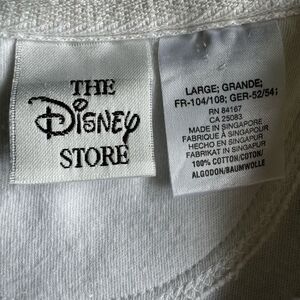 THE
Disney
STORE
LARGE; GRANDE;
FR-104/108; GER-52/54;
RN 84167
CA 25083
MADE IN SINGAPORE
FABRIQUÉ À SINGAPOUR
HECHO EN SINGAPUR
FABRIKAT IN SINGAPUR
100% COTTON/COTON/
ALGODON/BAUMWOLLE